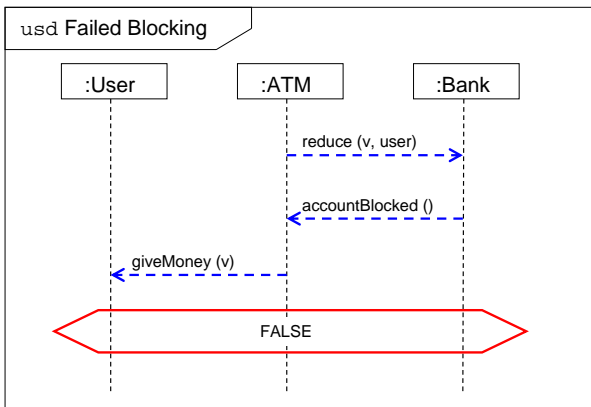 usd Failed Blocking
:User :ATM :Bank
reduce (v, user)
accountBlocked ()
giveMoney (v)
FALSE